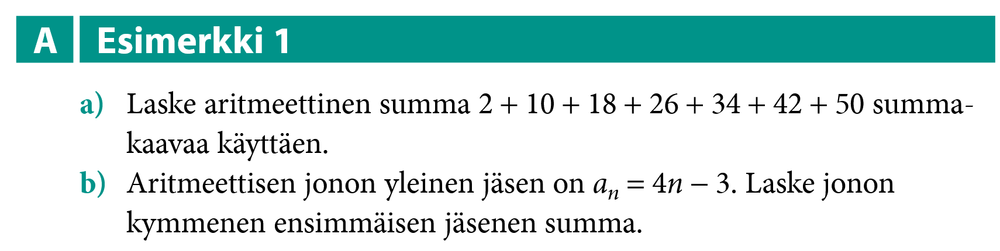 A Esimerkki 1
a) Laske aritmeettinen summa 2 + 10 + 18 + 26 + 34 + 42 + 50 summa-
kaavaa käyttäen.
b) Aritmeettisen jonon yleinen jäsen on aₙ = 4n − 3. Laske jonon
kymmenen ensimmäisen jäsenen summa.